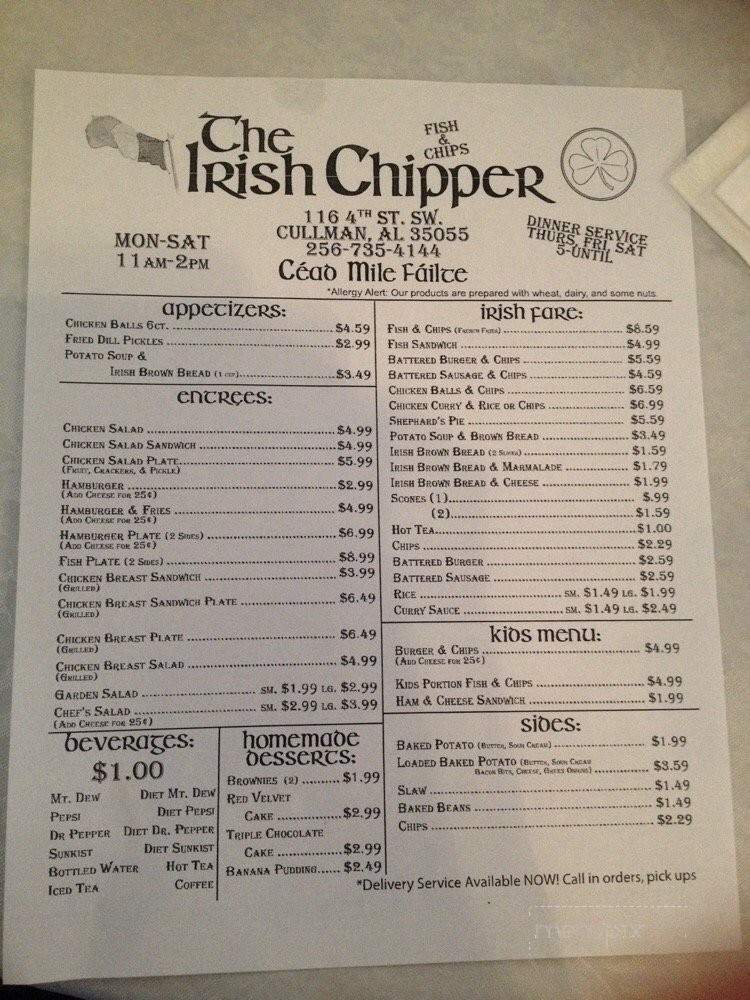 The
Irish Chipper
FISH
&
CHIPS
116 4TH ST. SW.
CULLMAN, AL 35055
256-735-4144
Céad Mile Fáilte
MON-SAT
11AM-2PM
DINNER SERVICE
THURS, FRI, SAT
5-UNTIL
*Allergy Alert: Our products are prepared with wheat, dairy, and some nuts
appetizers:
CHICKEN BALLS 6CT. $4.59
FRIED DILL PICKLES $2.99
POTATO SOUP &
IRISH BROWN BREAD (1 CUP) $3.49
entrées:
CHICKEN SALAD $4.99
CHICKEN SALAD SANDWICH $4.99
CHICKEN SALAD PLATE $5.99
(FRUIT, CRACKERS, & PICKLE)
HAMBURGER $2.99
(ADD CHEESE FOR 25¢)
HAMBURGER & FRIES $4.99
(ADD CHEESE FOR 25¢)
HAMBURGER PLATE (2 SIDES) $6.99
(ADD CHEESE FOR 25¢)
FISH PLATE (2 SIDES) $8.99
CHICKEN BREAST SANDWICH $3.99
(GRILLED)
CHICKEN BREAST SANDWICH PLATE $6.49
(GRILLED)
CHICKEN BREAST PLATE $6.49
(GRILLED)
CHICKEN BREAST SALAD $4.99
(GRILLED)
GARDEN SALAD SM. $1.99 LG. $2.99
CHEF'S SALAD SM. $2.99 LG. $3.99
(ADD CHEESE FOR 25¢)
beverages:
$1.00
MT. DEW DIET MT. DEW
PEPSI DIET PEPSI
DR PEPPER DIET DR. PEPPER
SUNKIST DIET SUNKIST
BOTTLED WATER HOT TEA
ICED TEA COFFEE
homemade
desserts:
BROWNIES (2) $1.99
RED VELVET
CAKE $2.99
TRIPLE CHOCOLATE
CAKE $2.99
BANANA PUDDING $2.49
irish fare:
FISH & CHIPS (FRENCH FRIES) $8.59
FISH SANDWICH $4.99
BATTERED BURGER & CHIPS $5.59
BATTERED SAUSAGE & CHIPS $4.59
CHICKEN BALLS & CHIPS $6.59
CHICKEN CURRY & RICE OR CHIPS $6.99
SHEPHARD'S PIE $5.59
POTATO SOUP & BROWN BREAD $3.49
IRISH BROWN BREAD (2 SLICES) $1.59
IRISH BROWN BREAD & MARMALADE $1.79
IRISH BROWN BREAD & CHEESE $1.99
SCONES (1) $.99
(2) $1.59
HOT TEA $1.00
CHIPS $2.29
BATTERED BURGER $2.59
BATTERED SAUSAGE $2.59
RICE SM. $1.49 LG. $1.99
CURRY SAUCE SM. $1.49 LG. $2.49
kids menu:
BURGER & CHIPS $4.99
(ADD CHEESE FOR 25¢)
KIDS PORTION FISH & CHIPS $4.99
HAM & CHEESE SANDWICH $1.99
sides:
BAKED POTATO (BUTTER, SOUR CREAM) $1.99
LOADED BAKED POTATO (BUTTER, SOUR CREAM
BACON BITS, CHEESE, GREEN ONIONS) $3.59
SLAW $1.49
BAKED BEANS $1.49
CHIPS $2.29
*Delivery Service Available NOW! Call in orders, pick ups
menupix